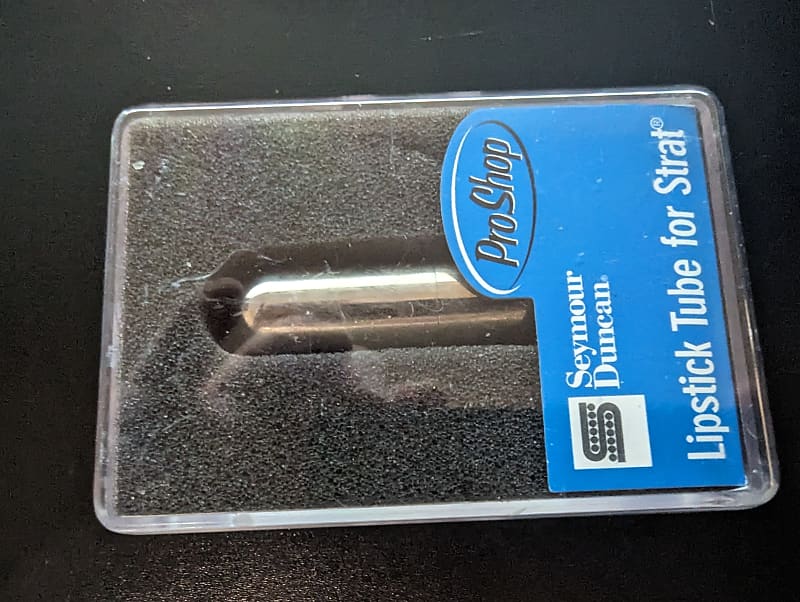 ProShop
Seymour
Duncan®
Lipstick Tube for Strat®